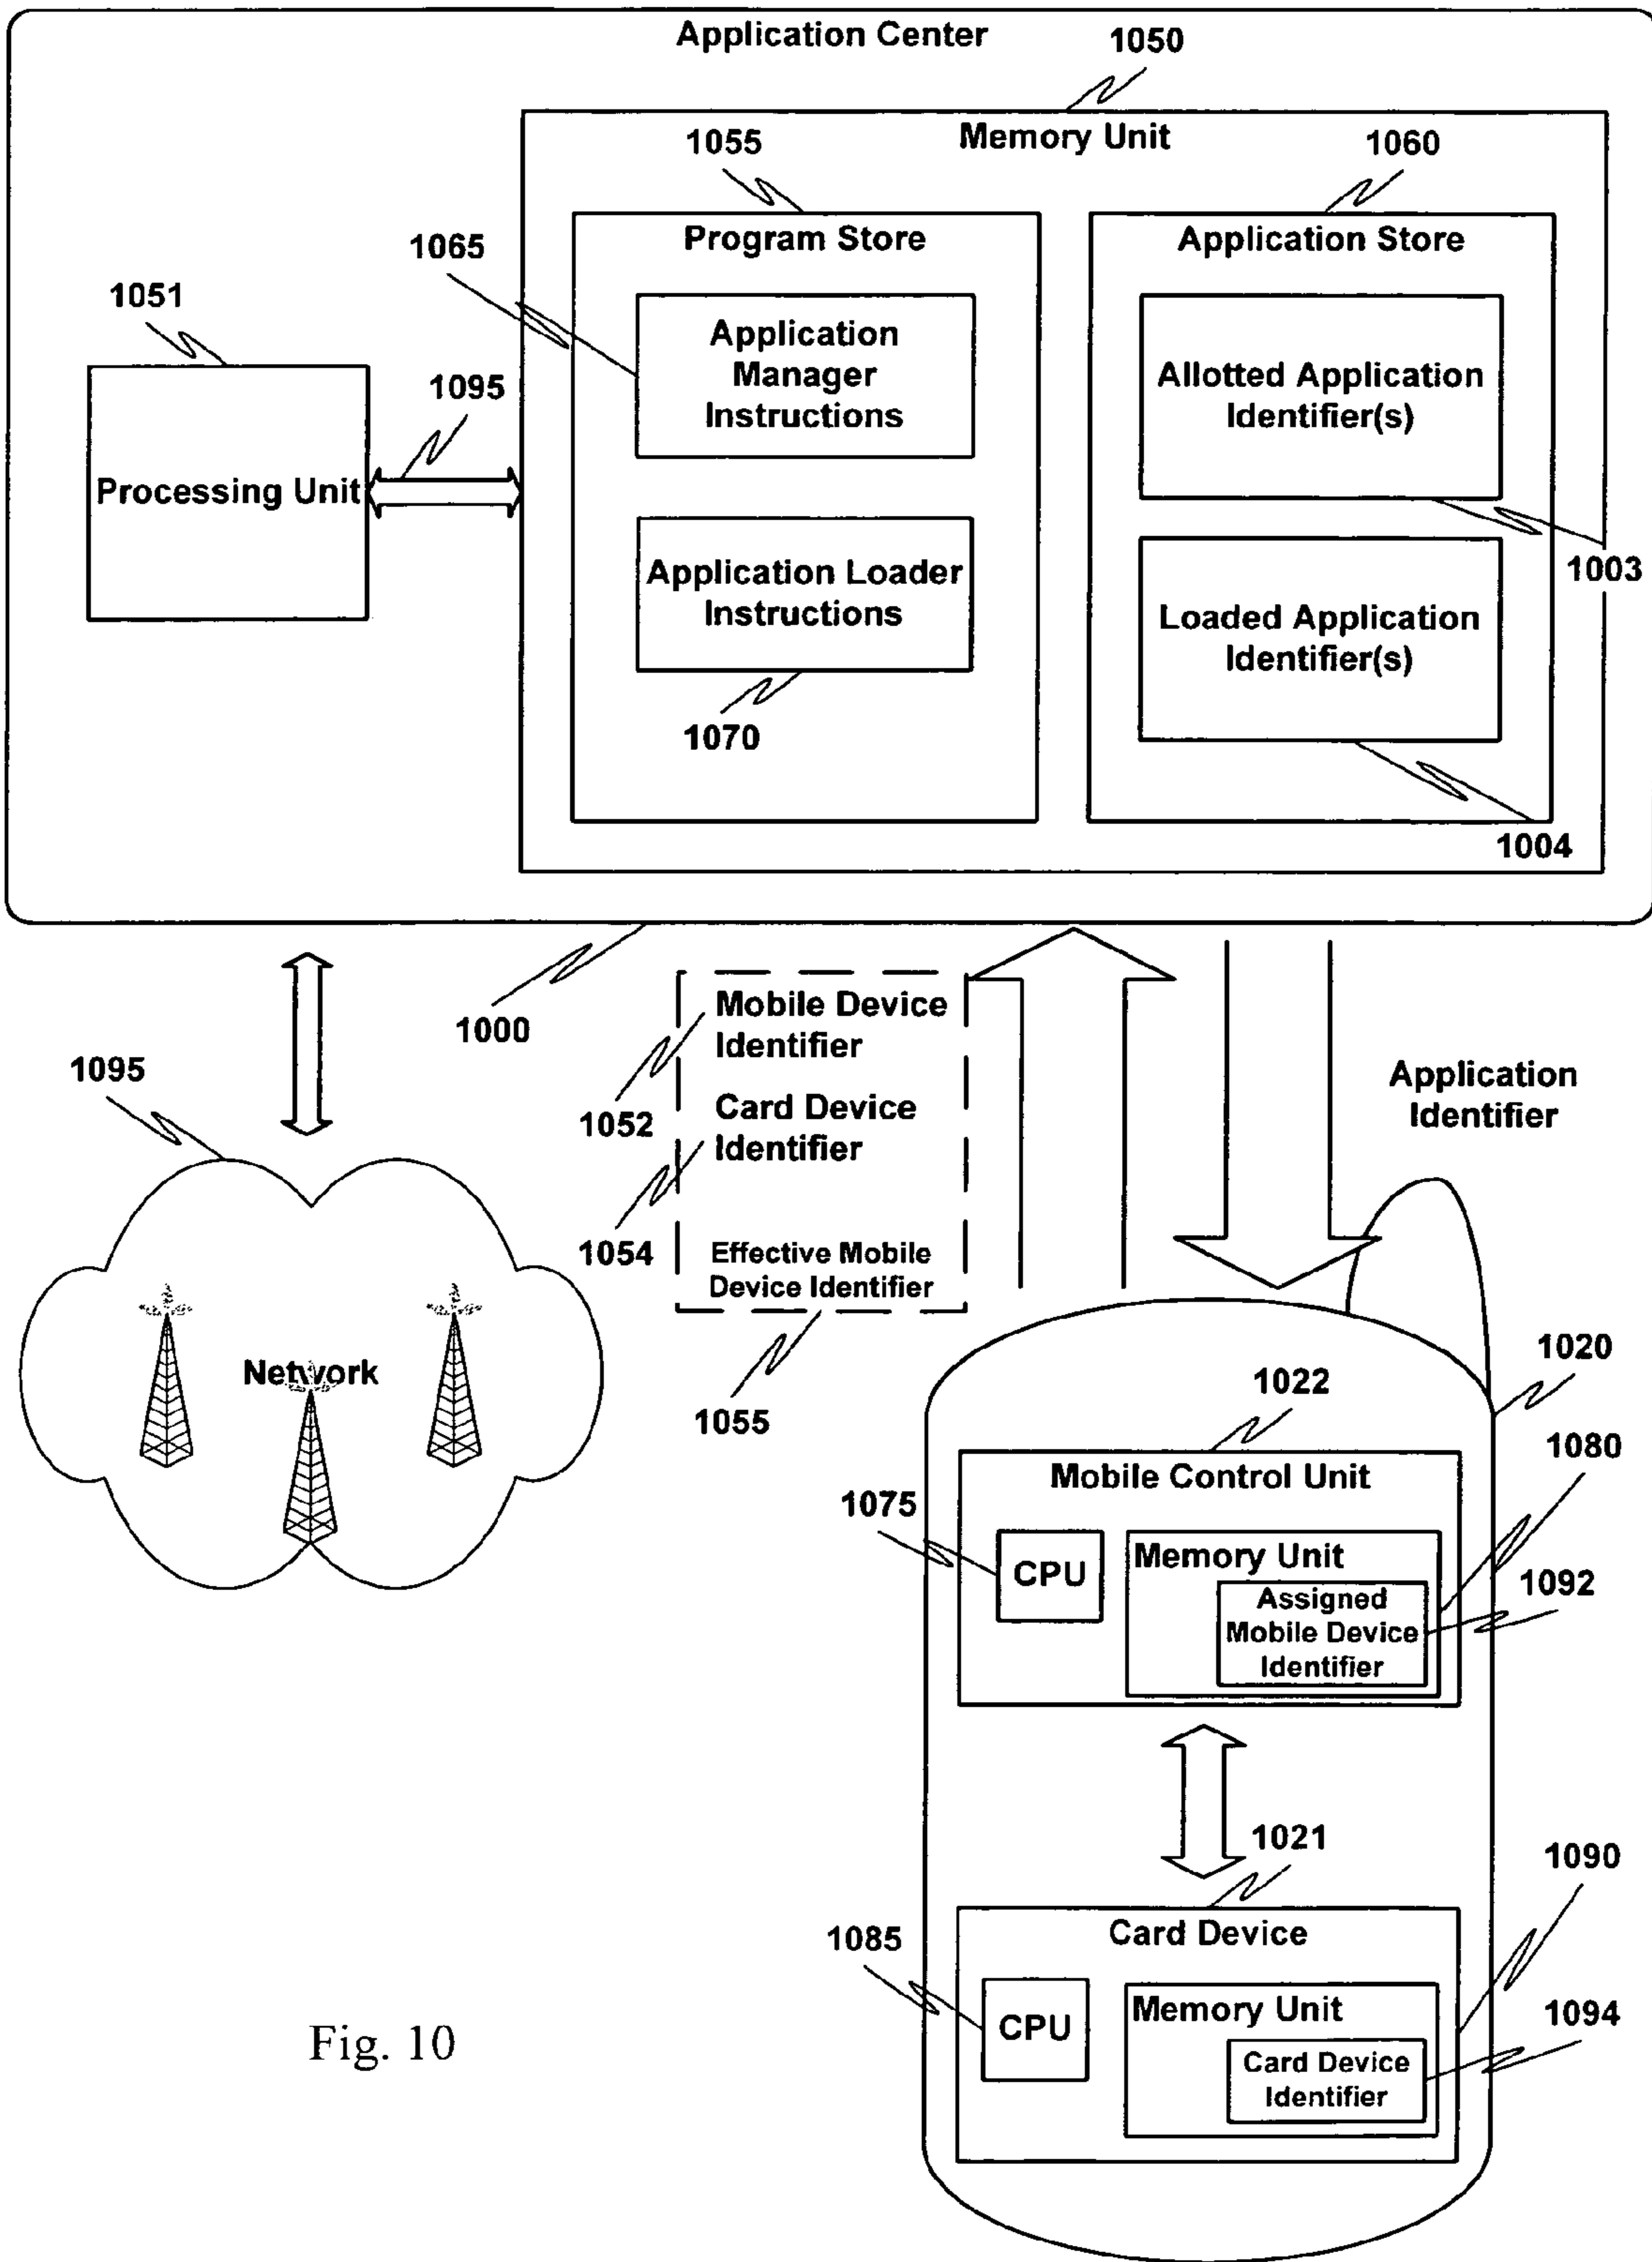 Application Center
1050
Memory Unit
1055
1060
Program Store
Application Store
1065
1051
Application
Manager
Instructions
Allotted Application
Identifier(s)
1095
Processing Unit
Application Loader
Instructions
1003
Loaded Application
Identifier(s)
1070
1004
1000
Mobile Device
Identifier
1052
Card Device
Identifier
1054
Effective Mobile
Device Identifier
1055
Application
Identifier
1095
Network
1020
1022
1080
Mobile Control Unit
1075
CPU
Memory Unit
Assigned
Mobile Device
Identifier
1092
1021
1090
Card Device
1085
CPU
Memory Unit
Card Device
Identifier
1094
Fig. 10